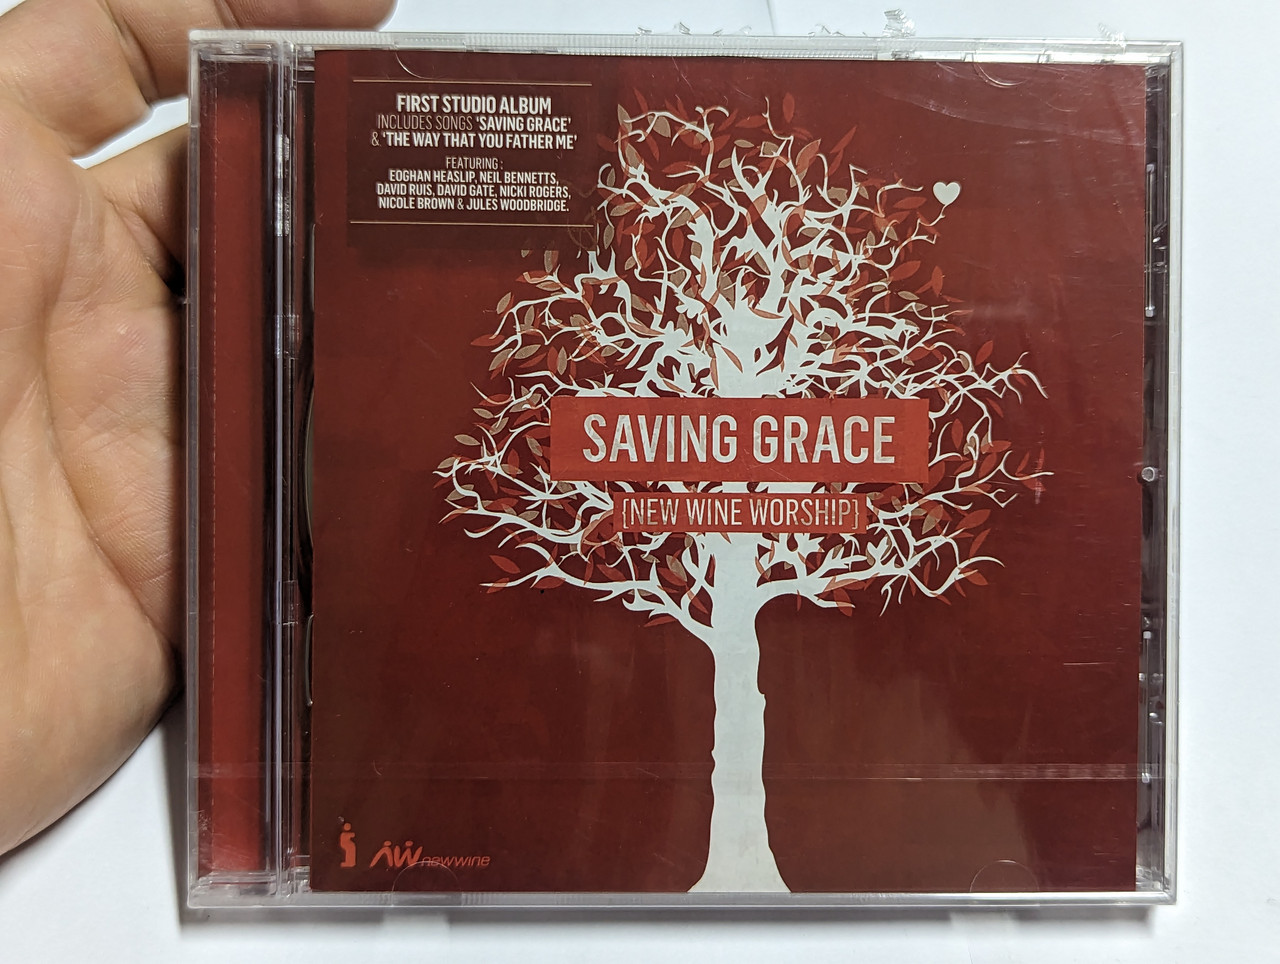 FIRST STUDIO ALBUM
INCLUDES SONGS 'SAVING GRACE'
& 'THE WAY THAT YOU FATHER ME'
FEATURING :
EOGHAN HEASLIP, NEIL BENNETTS,
DAVID RUIS, DAVID GATE, NICKI ROGERS,
NICOLE BROWN & JULES WOODBRIDGE.
SAVING GRACE
{NEW WINE WORSHIP}
newwine